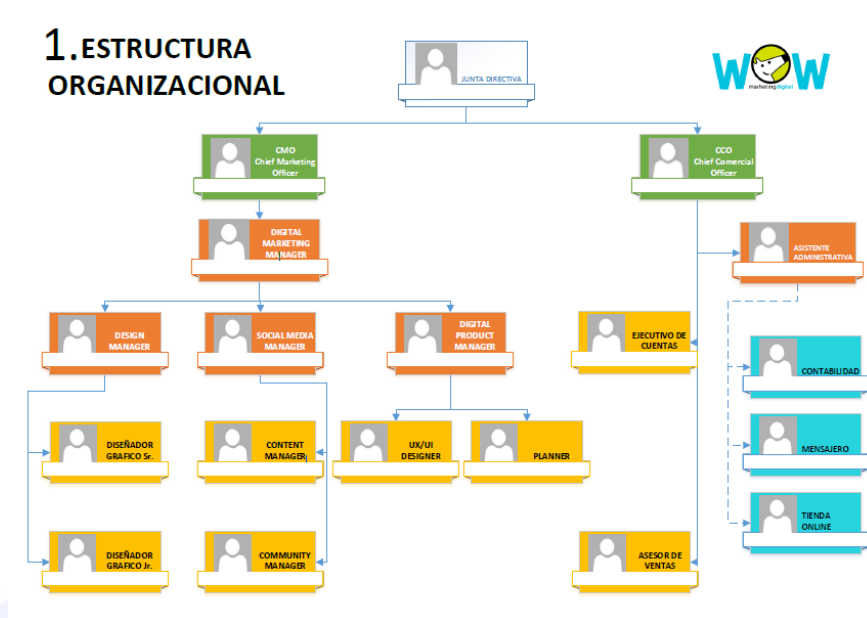 1.ESTRUCTURA
ORGANIZACIONAL
JUNTA DIRECTIVA
WOW
marketingdigital
CMO
Chief Marketing
Officer
CCO
Chief Comercial
Officer
DIGITAL
MARKETING
MANAGER
ASISTENTE
ADMINISTRATIVA
DESIGN
MANAGER
SOCIAL MEDIA
MANAGER
DIGITAL
PRODUCT
MANAGER
EJECUTIVO DE
CUENTAS
CONTABILIDAD
DISEÑADOR
GRAFICO Sr.
CONTENT
MANAGER
UX/UI
DESIGNER
PLANNER
MENSAJERO
TIENDA
ONLINE
DISEÑADOR
GRAFICO Jr.
COMMUNITY
MANAGER
ASESOR DE
VENTAS